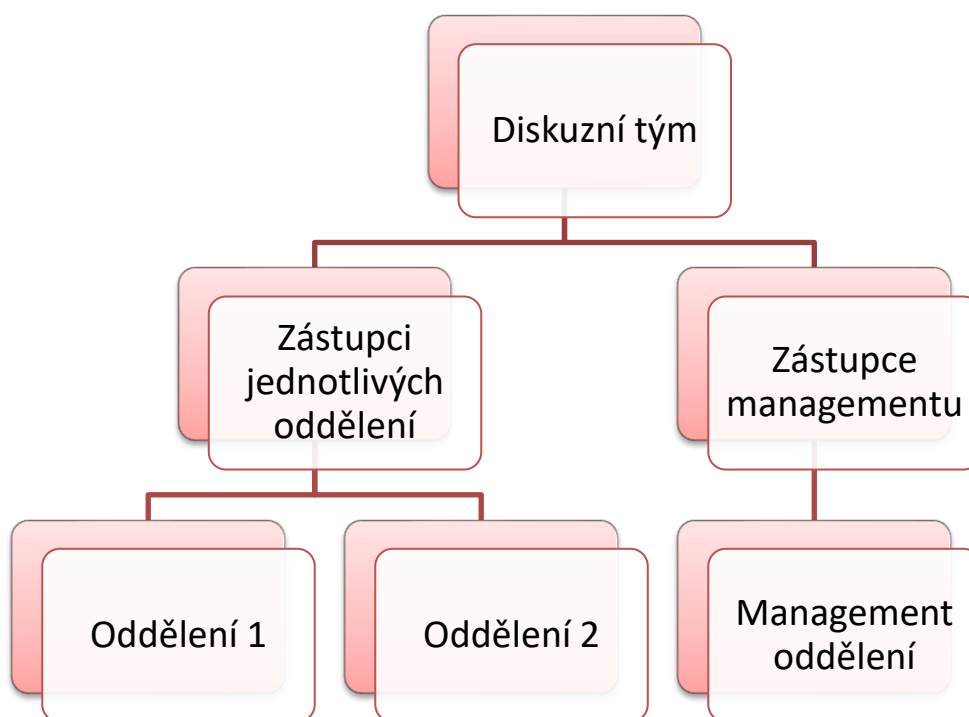 Diskuzní tým
Zástupci
jednotlivých
oddělení
Zástupce
managementu
Oddělení 1
Oddělení 2
Management
oddělení